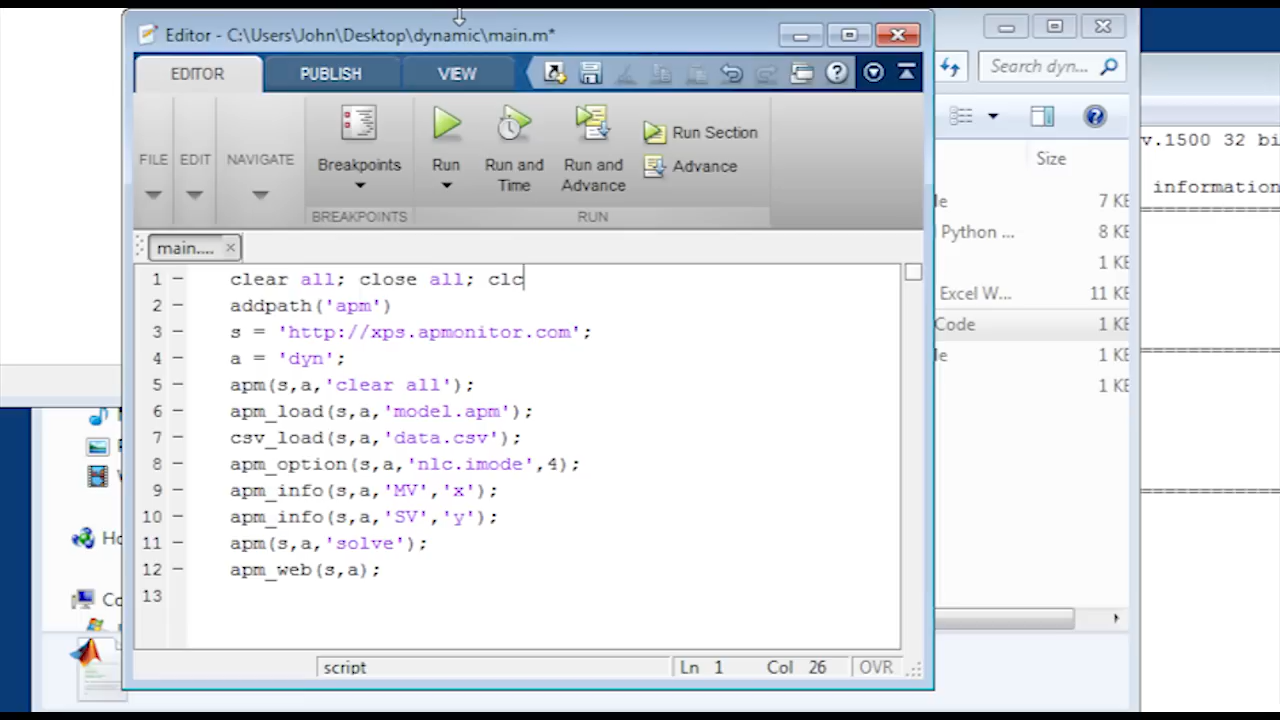 Editor - C:\Users\John\Desktop\dynamic\main.m*
EDITOR PUBLISH VIEW
Search dyn...
FILE EDIT NAVIGATE Breakpoints Run Run and Time Run and Advance Run Section Advance
BREAKPOINTS RUN
main....
1 clear all; close all; clc
2 addpath('apm')
3 s = 'http://xps.apmonitor.com';
4 a = 'dyn';
5 apm(s,a,'clear all');
6 apm_load(s,a,'model.apm');
7 csv_load(s,a,'data.csv');
8 apm_option(s,a,'nlc.imode',4);
9 apm_info(s,a,'MV','x');
10 apm_info(s,a,'SV','y');
11 apm(s,a,'solve');
12 apm_web(s,a);
13
script Ln 1 Col 26 OVR
Size
7 KB
Python ... 8 KB
1 KB
Excel W... 11 KB
Code 1 KB
1 KB
1 KB
v.1500 32 bi
information